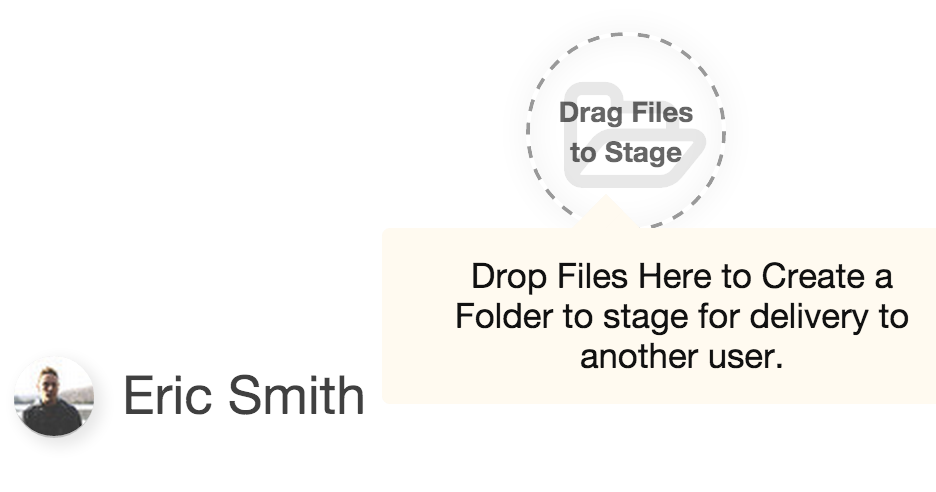 Drag Files
to Stage
Drop Files Here to Create a
Folder to stage for delivery to
another user.
Eric Smith